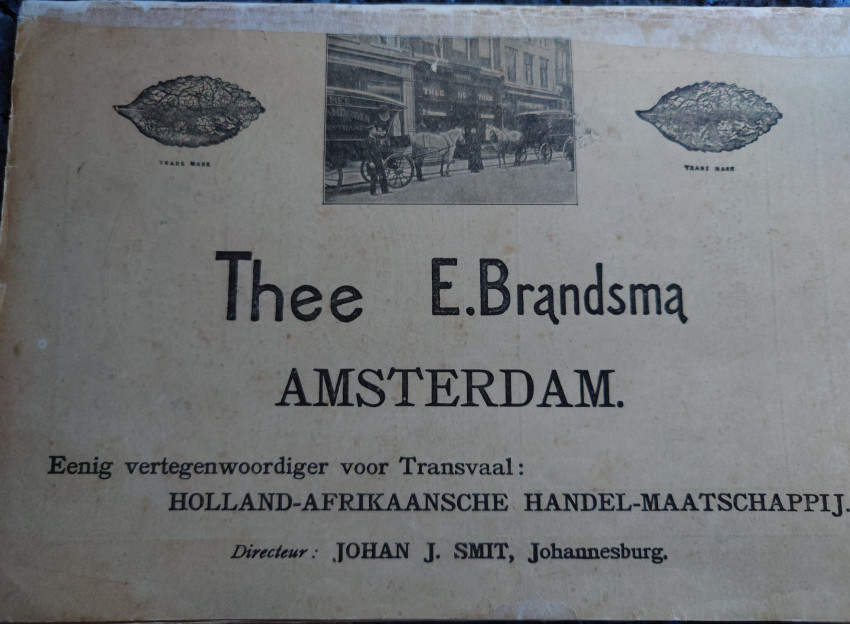 THEE
TRADE MARK
TRADE MARK
Thee E. Brandsma
AMSTERDAM.
Eenig vertegenwoordiger voor Transvaal:
HOLLAND-AFRIKAANSCHE HANDEL-MAATSCHAPPIJ.
Directeur: JOHAN J. SMIT, Johannesburg.